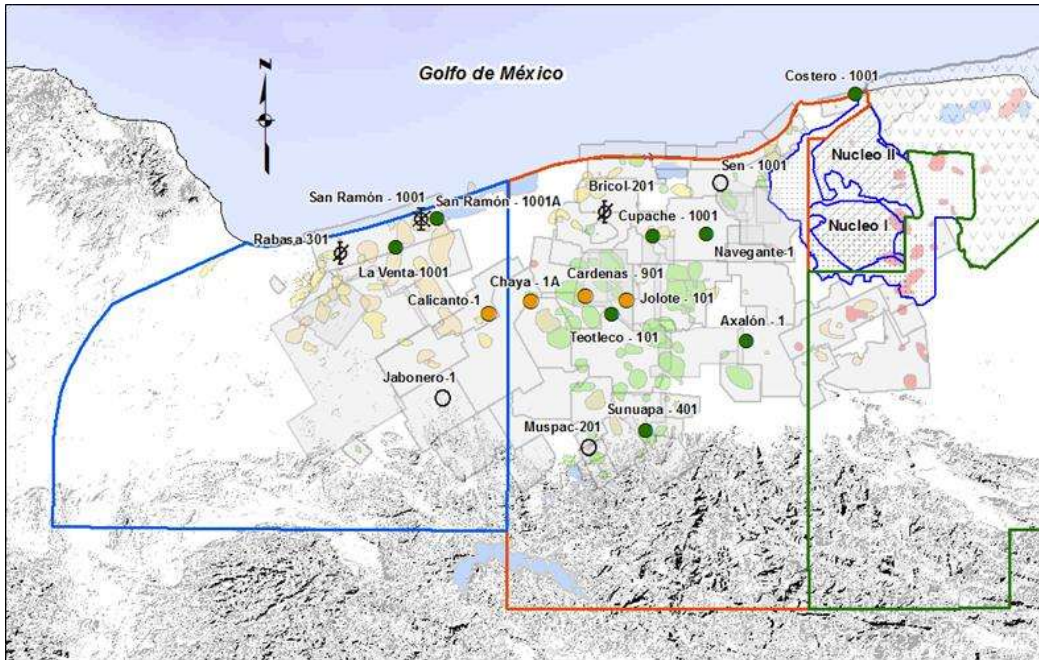 Golfo de México
N
Costero - 1001
Nucleo II
Sen - 1001
Bricol-201
San Ramón - 1001
San Ramón - 1001A
Cupache - 1001
Nucleo I
Rabasa-301
Navegante-1
La Venta-1001
Chaya - 1A
Cardenas - 901
Calicanto-1
Jolote - 101
Axalón - 1
Teotleco - 101
Jabonero-1
Sunuapa - 401
Muspac-201